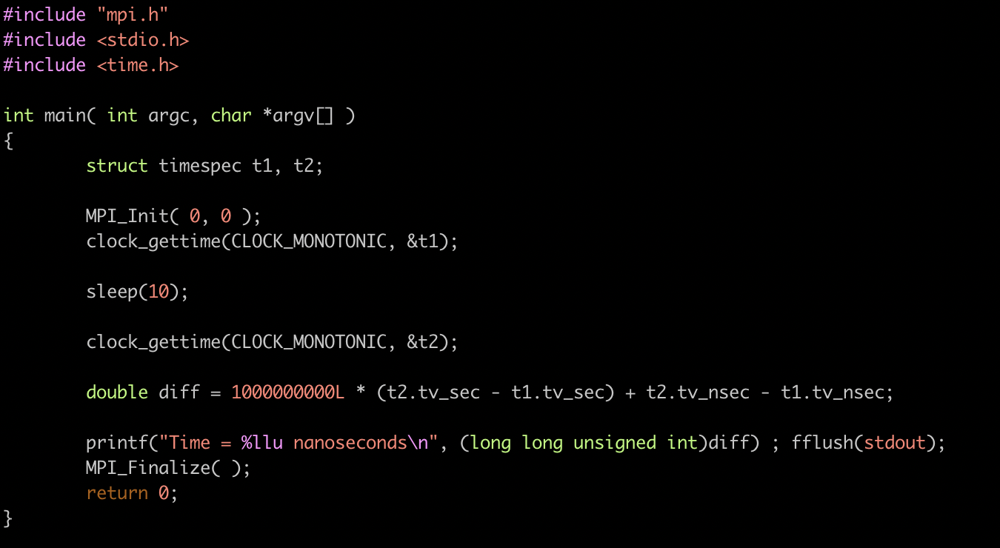 #include "mpi.h"
#include <stdio.h>
#include <time.h>
int main( int argc, char *argv[] )
{
struct timespec t1, t2;
MPI_Init( 0, 0 );
clock_gettime(CLOCK_MONOTONIC, &t1);
sleep(10);
clock_gettime(CLOCK_MONOTONIC, &t2);
double diff = 1000000000L * (t2.tv_sec - t1.tv_sec) + t2.tv_nsec - t1.tv_nsec;
printf("Time = %llu nanoseconds\n", (long long unsigned int)diff) ; fflush(stdout);
MPI_Finalize( );
return 0;
}